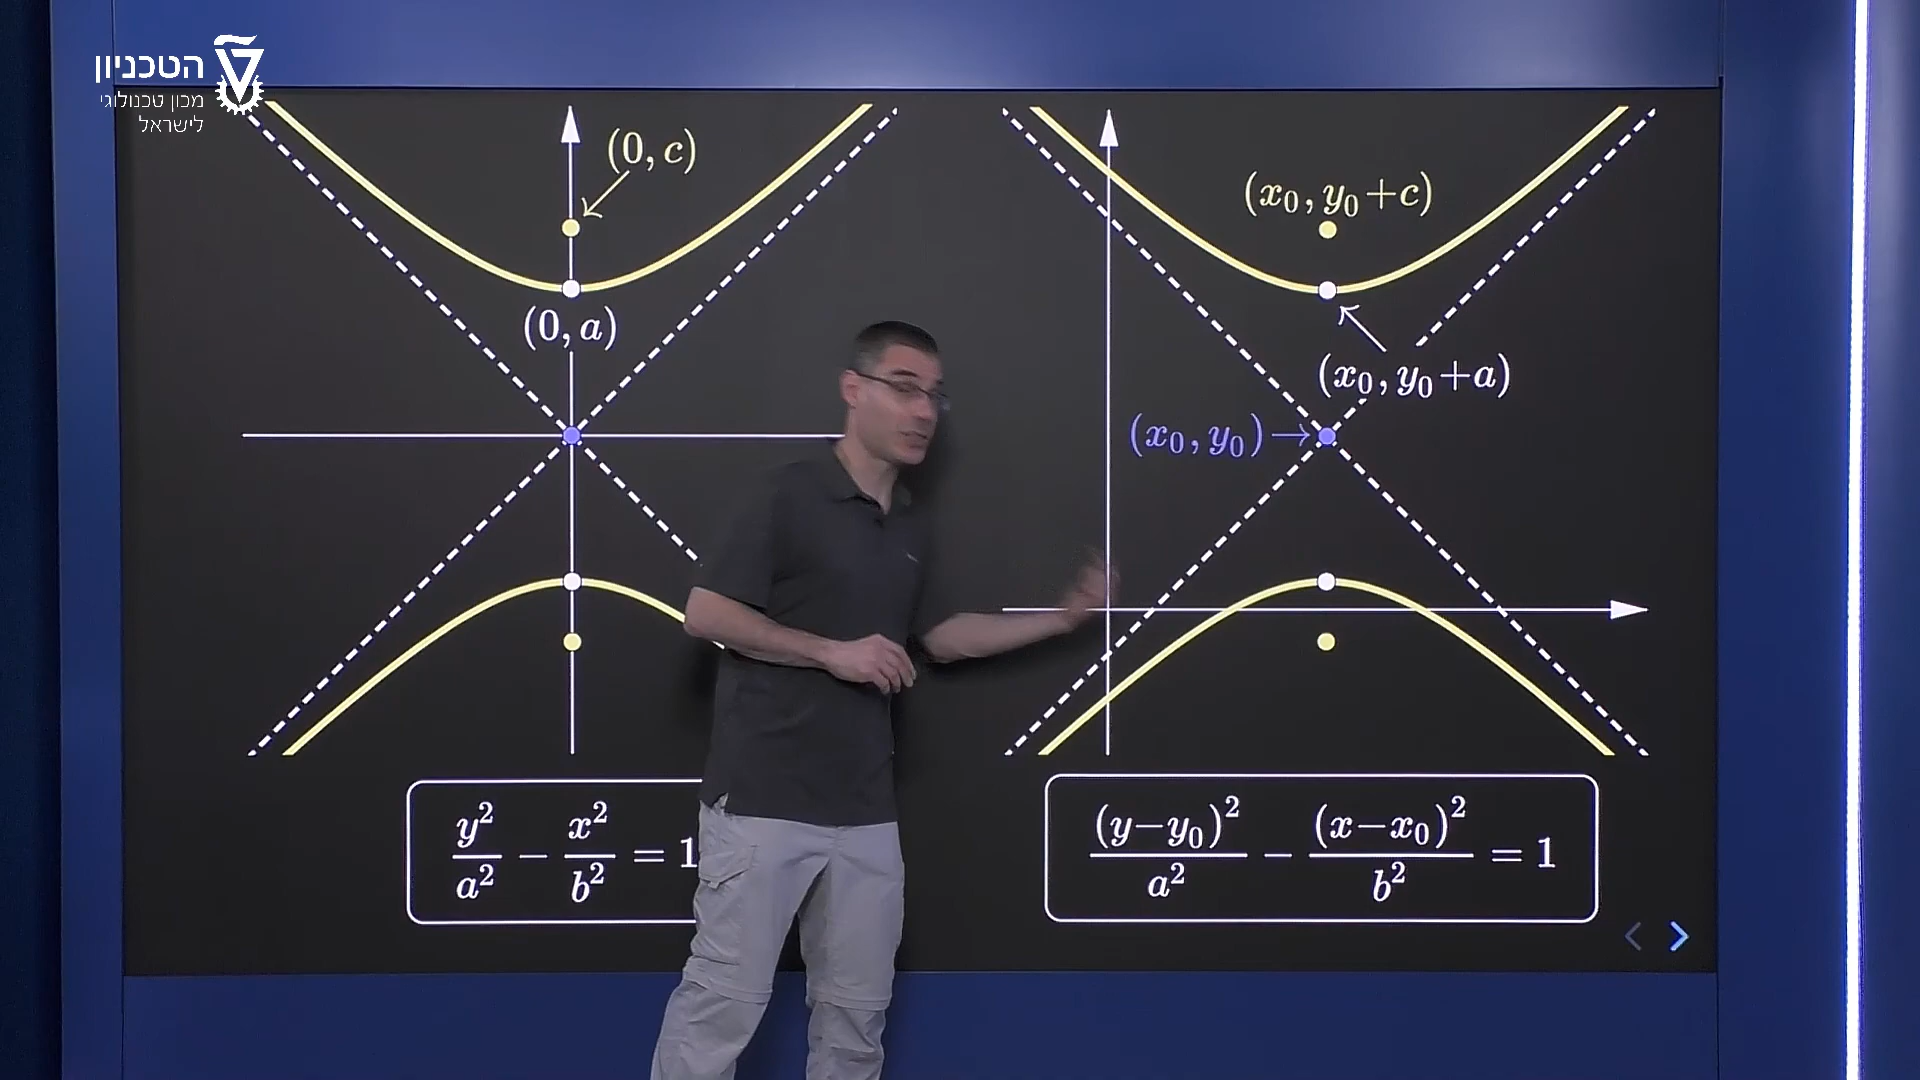 הטכניון
מכון טכנולוגי
לישראל
(0, c)
(0, a)
(x₀, y₀+c)
(x₀, y₀+a)
(x₀, y₀)
y²/a² − x²/b² = 1
(y−y₀)²/a² − (x−x₀)²/b² = 1